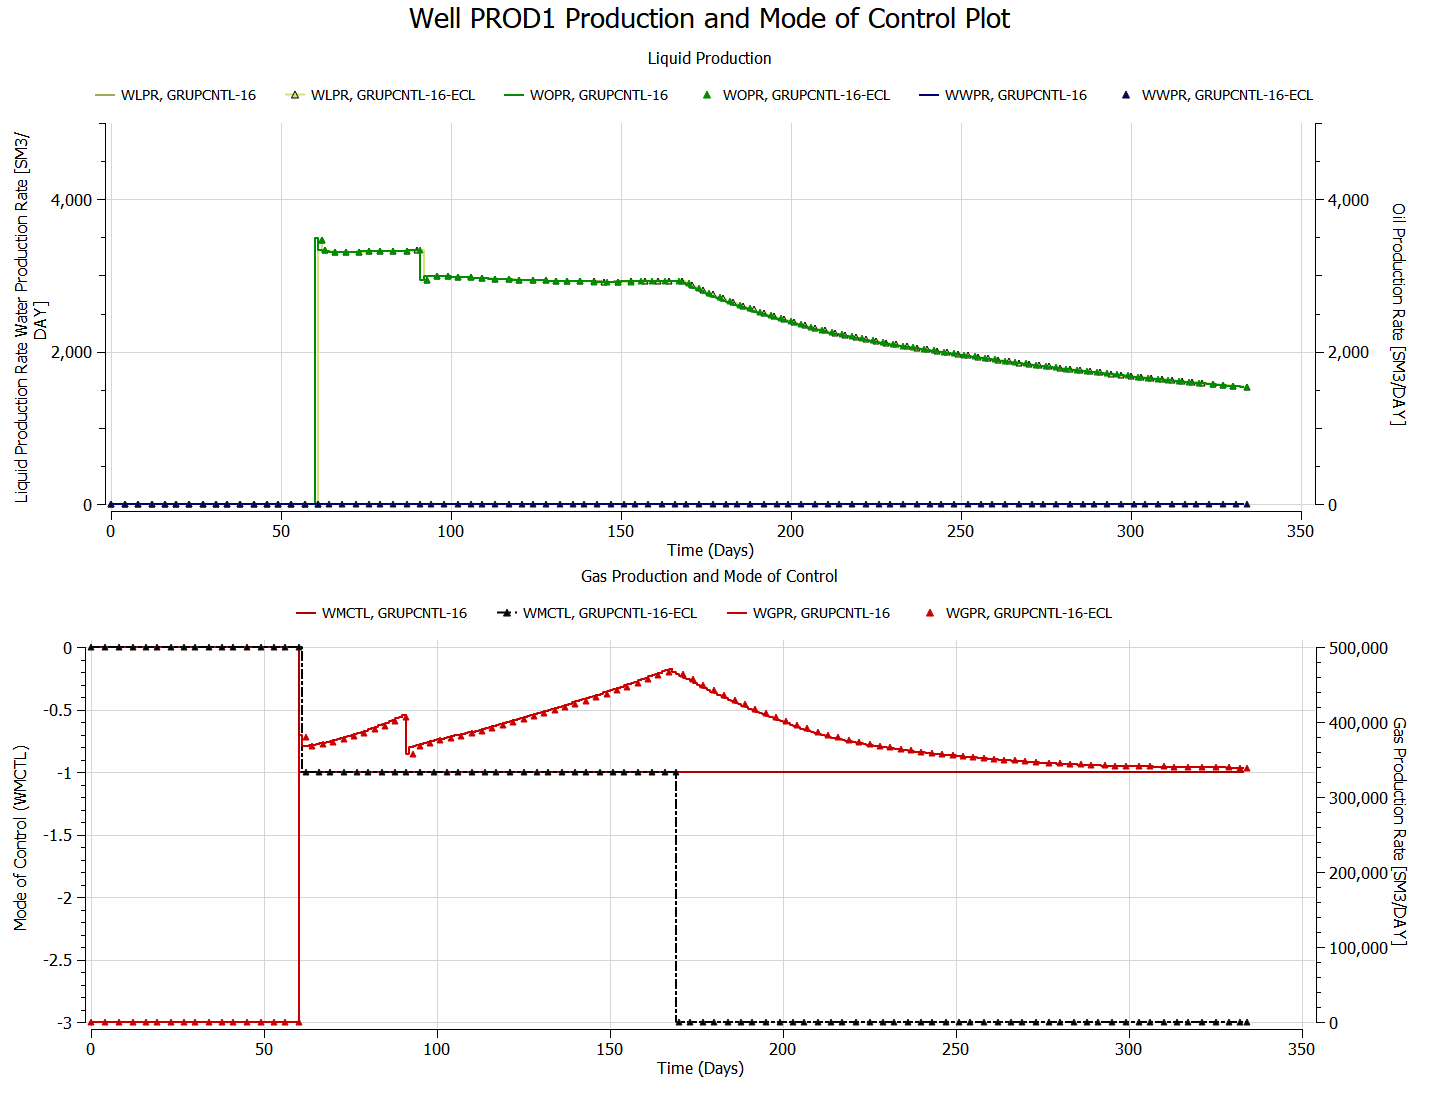 Well PROD1 Production and Mode of Control Plot
Liquid Production
WLPR, GRUPCNTL-16 WLPR, GRUPCNTL-16-ECL WOPR, GRUPCNTL-16 WOPR, GRUPCNTL-16-ECL WWPR, GRUPCNTL-16 WWPR, GRUPCNTL-16-ECL
Liquid Production Rate Water Production Rate [SM3/
DAY]
4,000
2,000
0
4,000
2,000
0
Oil Production Rate [SM3/DAY]
0 50 100 150 200 250 300 350
Time (Days)
Gas Production and Mode of Control
WMCTL, GRUPCNTL-16 WMCTL, GRUPCNTL-16-ECL WGPR, GRUPCNTL-16 WGPR, GRUPCNTL-16-ECL
Mode of Control (WMCTL)
0
-0.5
-1
-1.5
-2
-2.5
-3
500,000
400,000
300,000
200,000
100,000
0
Gas Production Rate [SM3/DAY]
0 50 100 150 200 250 300 350
Time (Days)